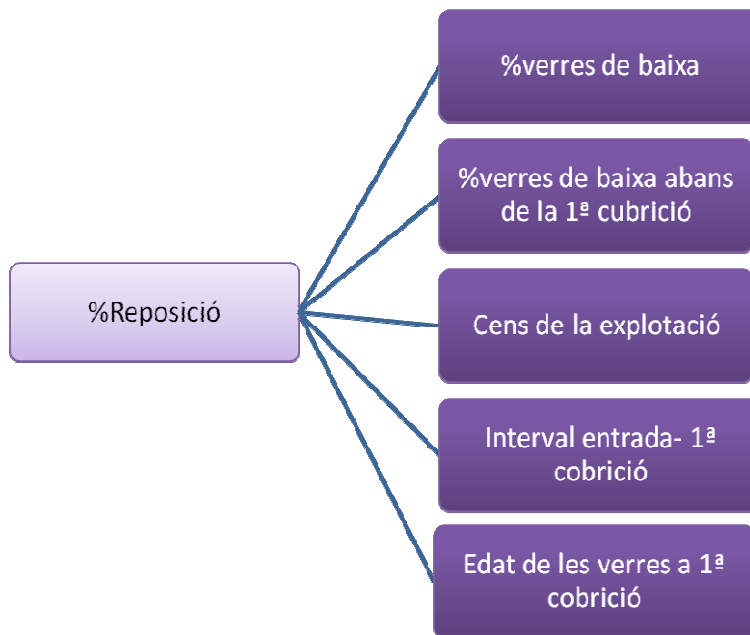 %verres de baixa
%verres de baixa abans
de la 1ª cubrició
%Reposició
Cens de la explotació
Interval entrada- 1ª
cobrició
Edat de les verres a 1ª
cobrició